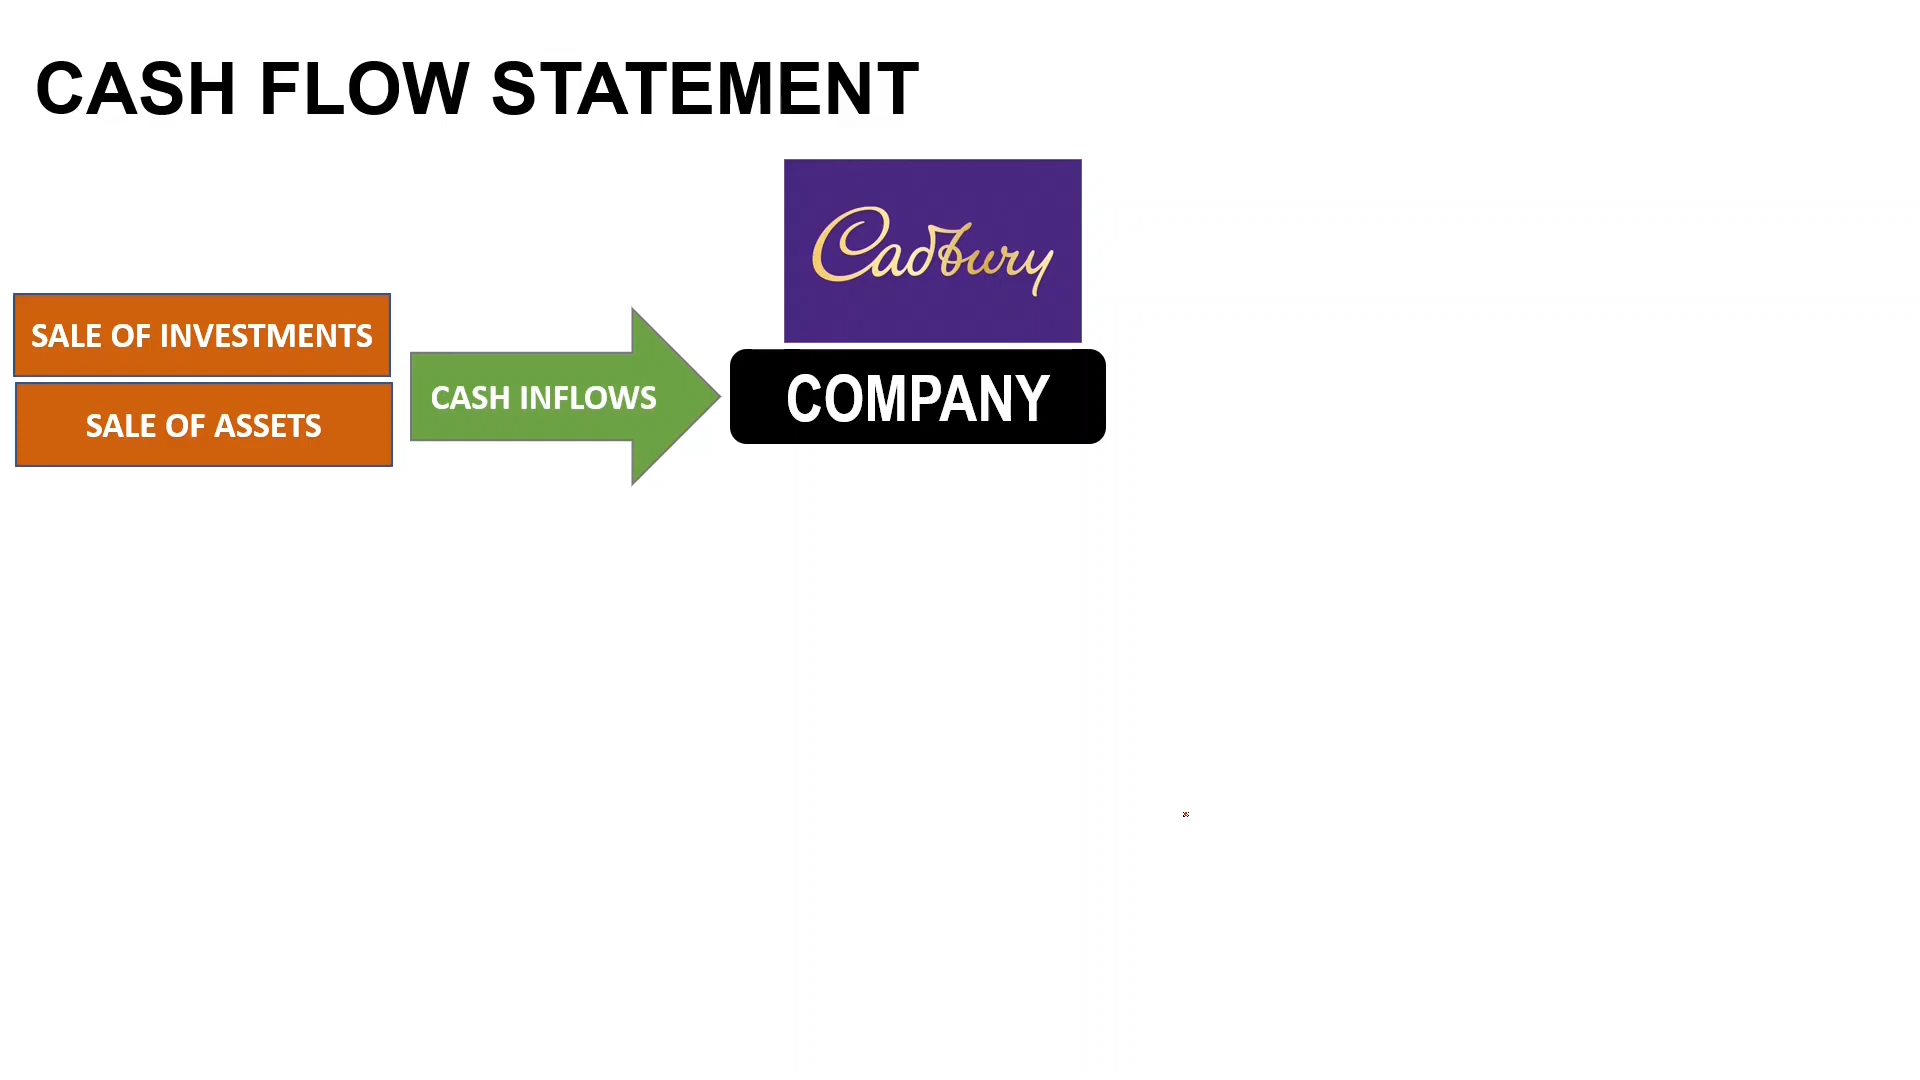 CASH FLOW STATEMENT
Cadbury
SALE OF INVESTMENTS
SALE OF ASSETS
CASH INFLOWS
COMPANY